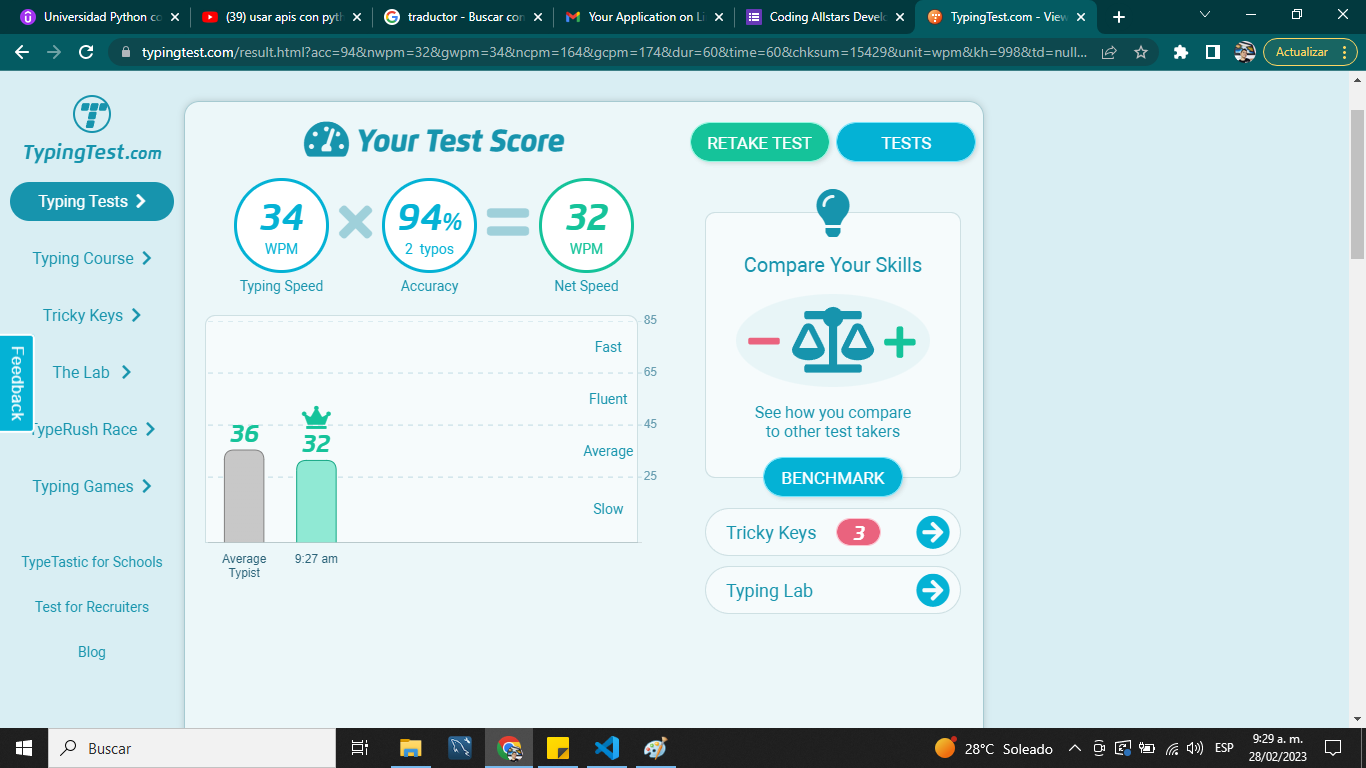 Universidad Python co
(39) usar apis con pyth
traductor - Buscar con
Your Application on Li
Coding Allstars Devel
TypingTest.com - View
typingtest.com/result.html?acc=94&nwpm=32&gwpm=34&ncpm=164&gcpm=174&dur=60&time=60&chksum=15429&unit=wpm&kh=998&td=null...
Actualizar
TypingTest.com
Typing Tests
Typing Course
Tricky Keys
The Lab
Feedback
TypeRush Race
Typing Games
TypeTastic for Schools
Test for Recruiters
Blog
Your Test Score
RETAKE TEST
TESTS
34
WPM
Typing Speed
94%
2 typos
Accuracy
32
WPM
Net Speed
85
Fast
65
Fluent
45
Average
25
Slow
36
32
Average
Typist
9:27 am
Compare Your Skills
See how you compare
to other test takers
BENCHMARK
Tricky Keys 3
Typing Lab
Buscar
28°C Soleado
ESP
9:29 a. m.
28/02/2023